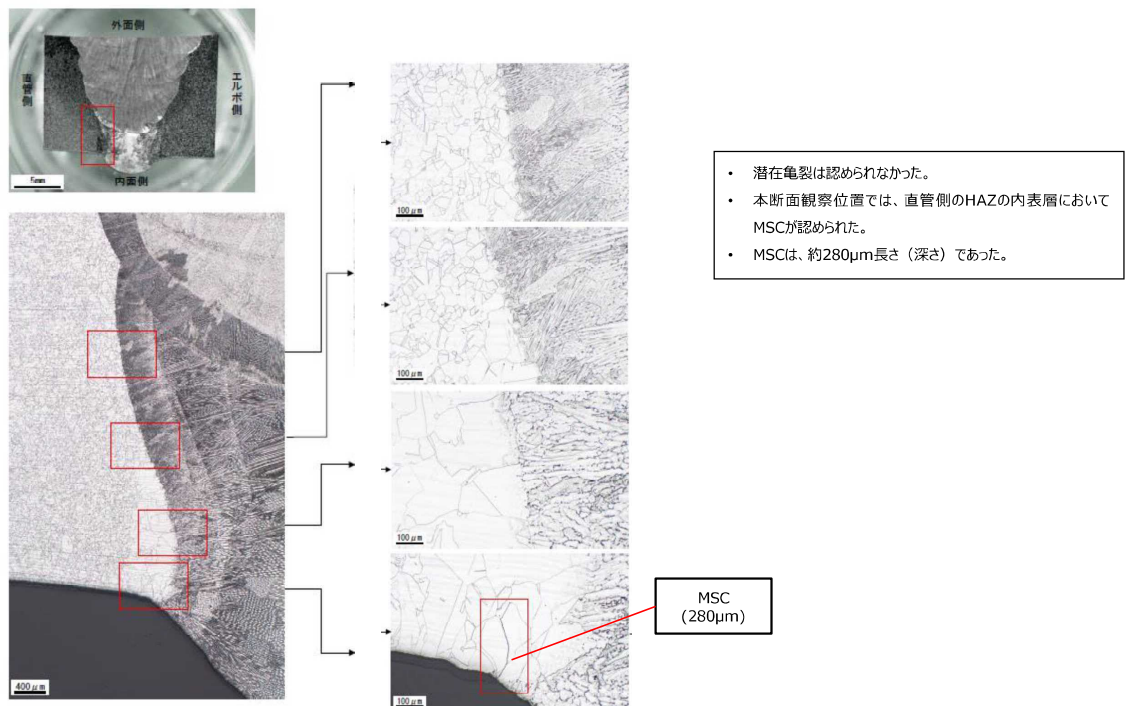 外面側
直管側
エルボ側
内面側
5mm
400μm
100μm
100μm
100μm
100μm
• 潜在亀裂は認められなかった。
• 本断面観察位置では、直管側のHAZの内表層において
MSCが認められた。
• MSCは、約280μm長さ（深さ）であった。
MSC
(280μm)